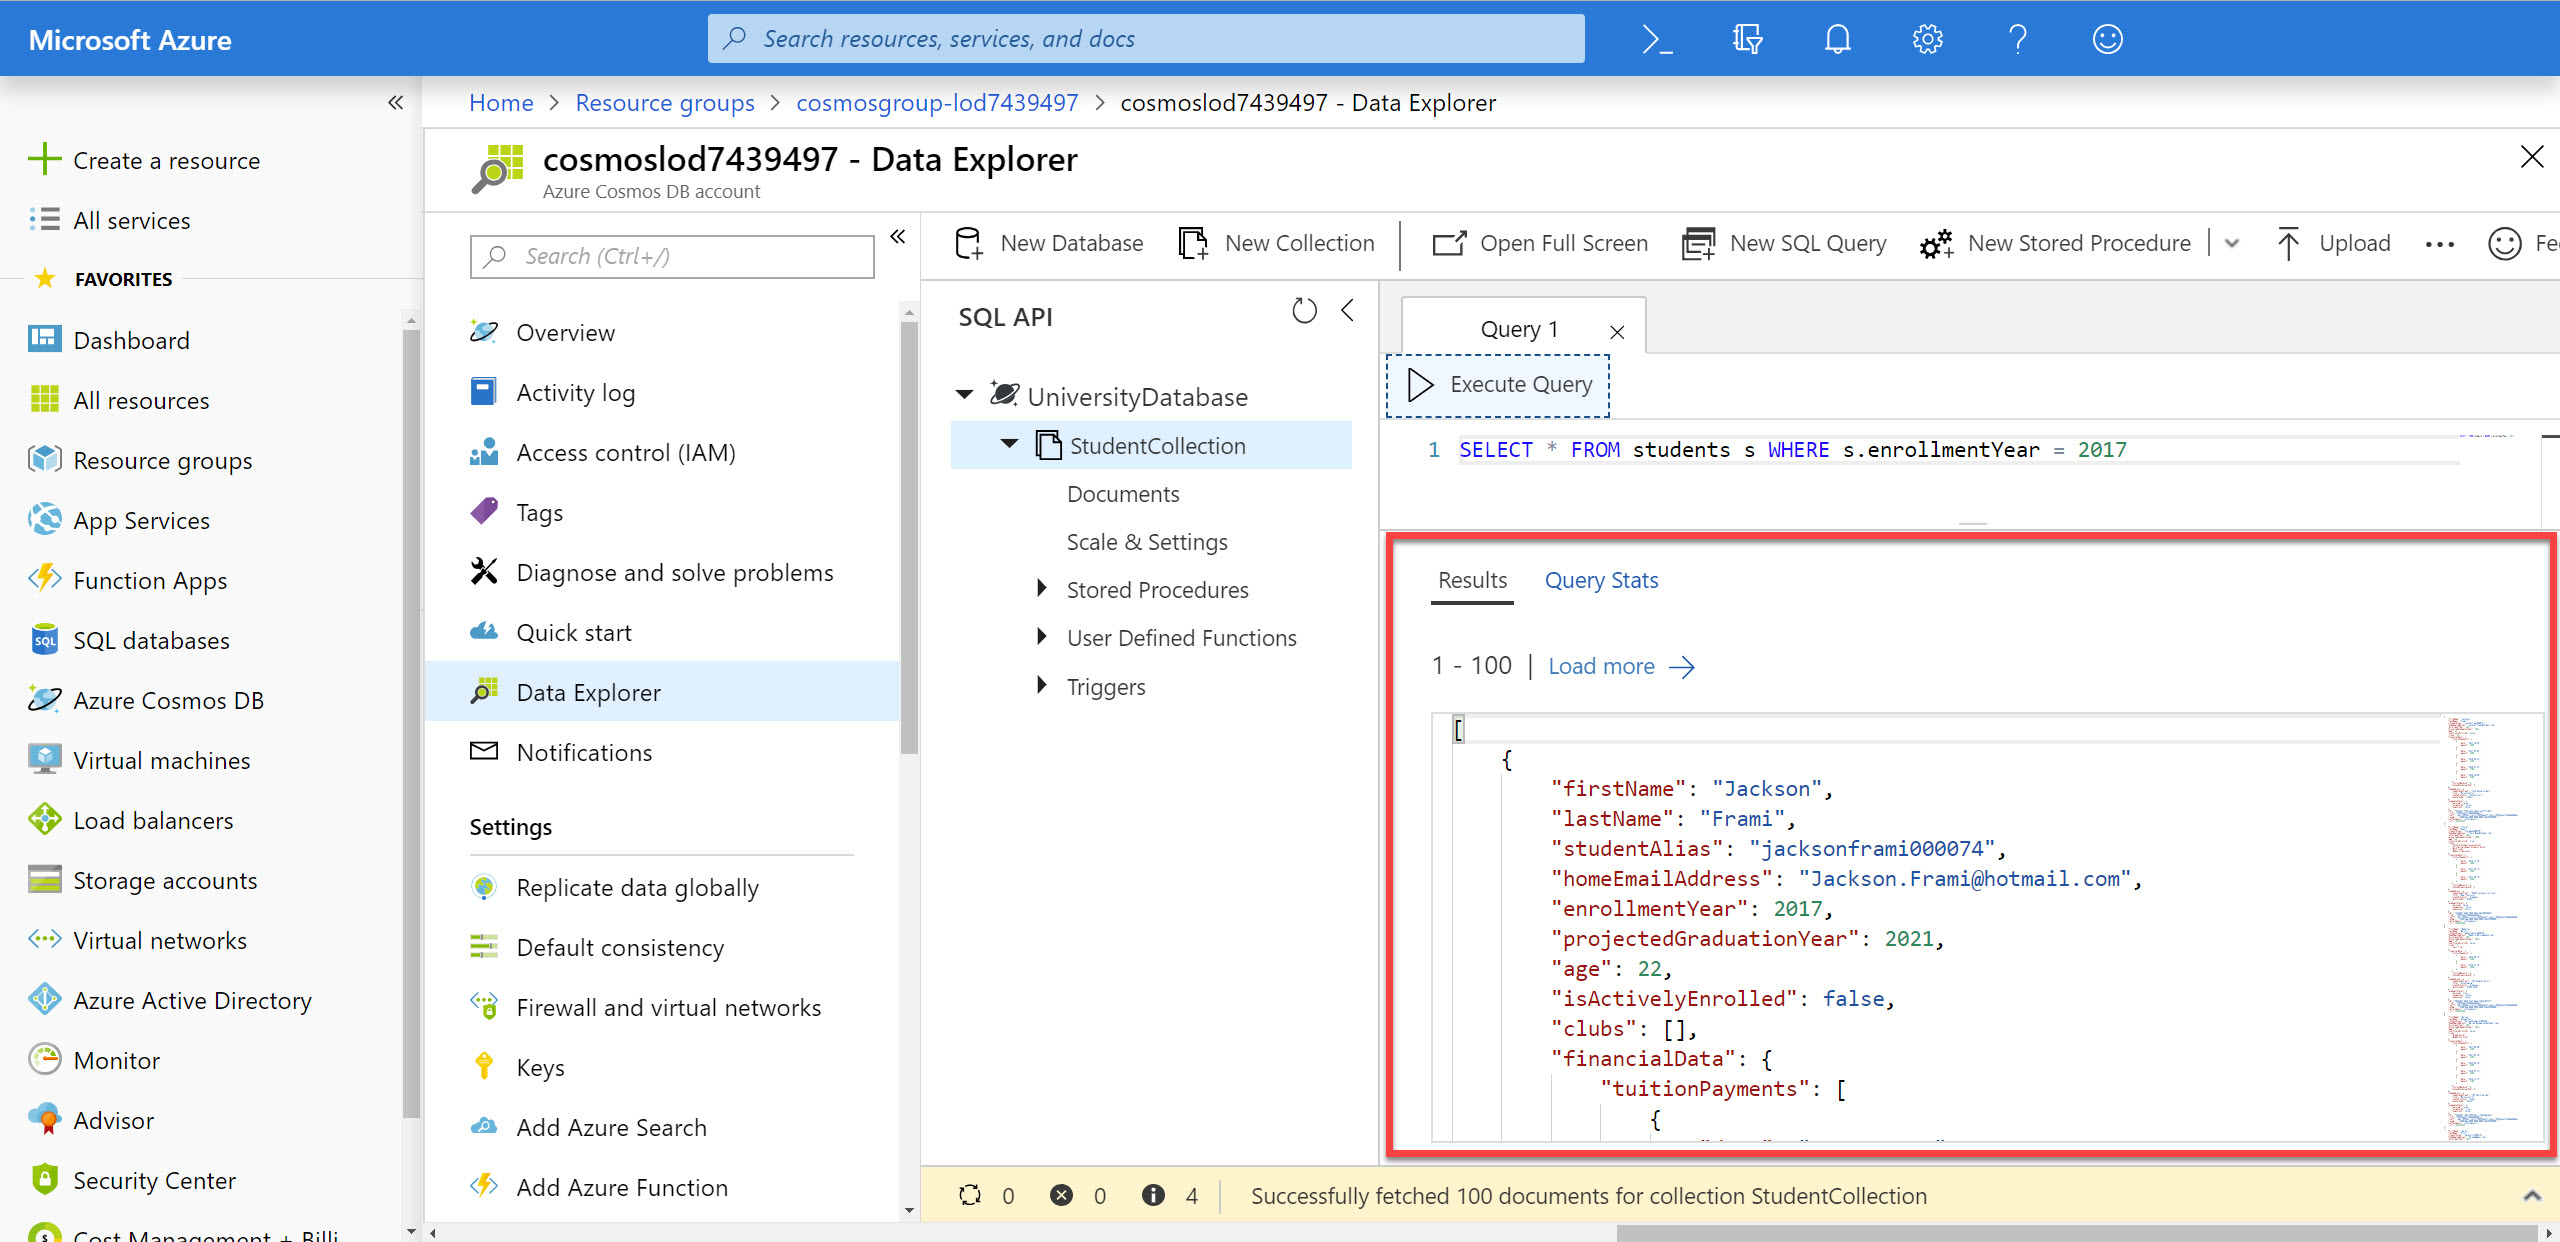 Microsoft Azure
Search resources, services, and docs
Home > Resource groups > cosmosgroup-lod7439497 > cosmoslod7439497 - Data Explorer
Create a resource
All services
FAVORITES
Dashboard
All resources
Resource groups
App Services
Function Apps
SQL databases
Azure Cosmos DB
Virtual machines
Load balancers
Storage accounts
Virtual networks
Azure Active Directory
Monitor
Advisor
Security Center
Cost Management + Billi
cosmoslod7439497 - Data Explorer
Azure Cosmos DB account
Search (Ctrl+/)
Overview
Activity log
Access control (IAM)
Tags
Diagnose and solve problems
Quick start
Data Explorer
Notifications
Settings
Replicate data globally
Default consistency
Firewall and virtual networks
Keys
Add Azure Search
Add Azure Function
New Database New Collection Open Full Screen New SQL Query New Stored Procedure Upload Fe
SQL API
UniversityDatabase
StudentCollection
Documents
Scale & Settings
Stored Procedures
User Defined Functions
Triggers
Query 1
Execute Query
1 SELECT * FROM students s WHERE s.enrollmentYear = 2017
Results Query Stats
1 - 100 | Load more
[
{
"firstName": "Jackson",
"lastName": "Frami",
"studentAlias": "jacksonframi000074",
"homeEmailAddress": "Jackson.Frami@hotmail.com",
"enrollmentYear": 2017,
"projectedGraduationYear": 2021,
"age": 22,
"isActivelyEnrolled": false,
"clubs": [],
"financialData": {
"tuitionPayments": [
{
0 0 4 Successfully fetched 100 documents for collection StudentCollection